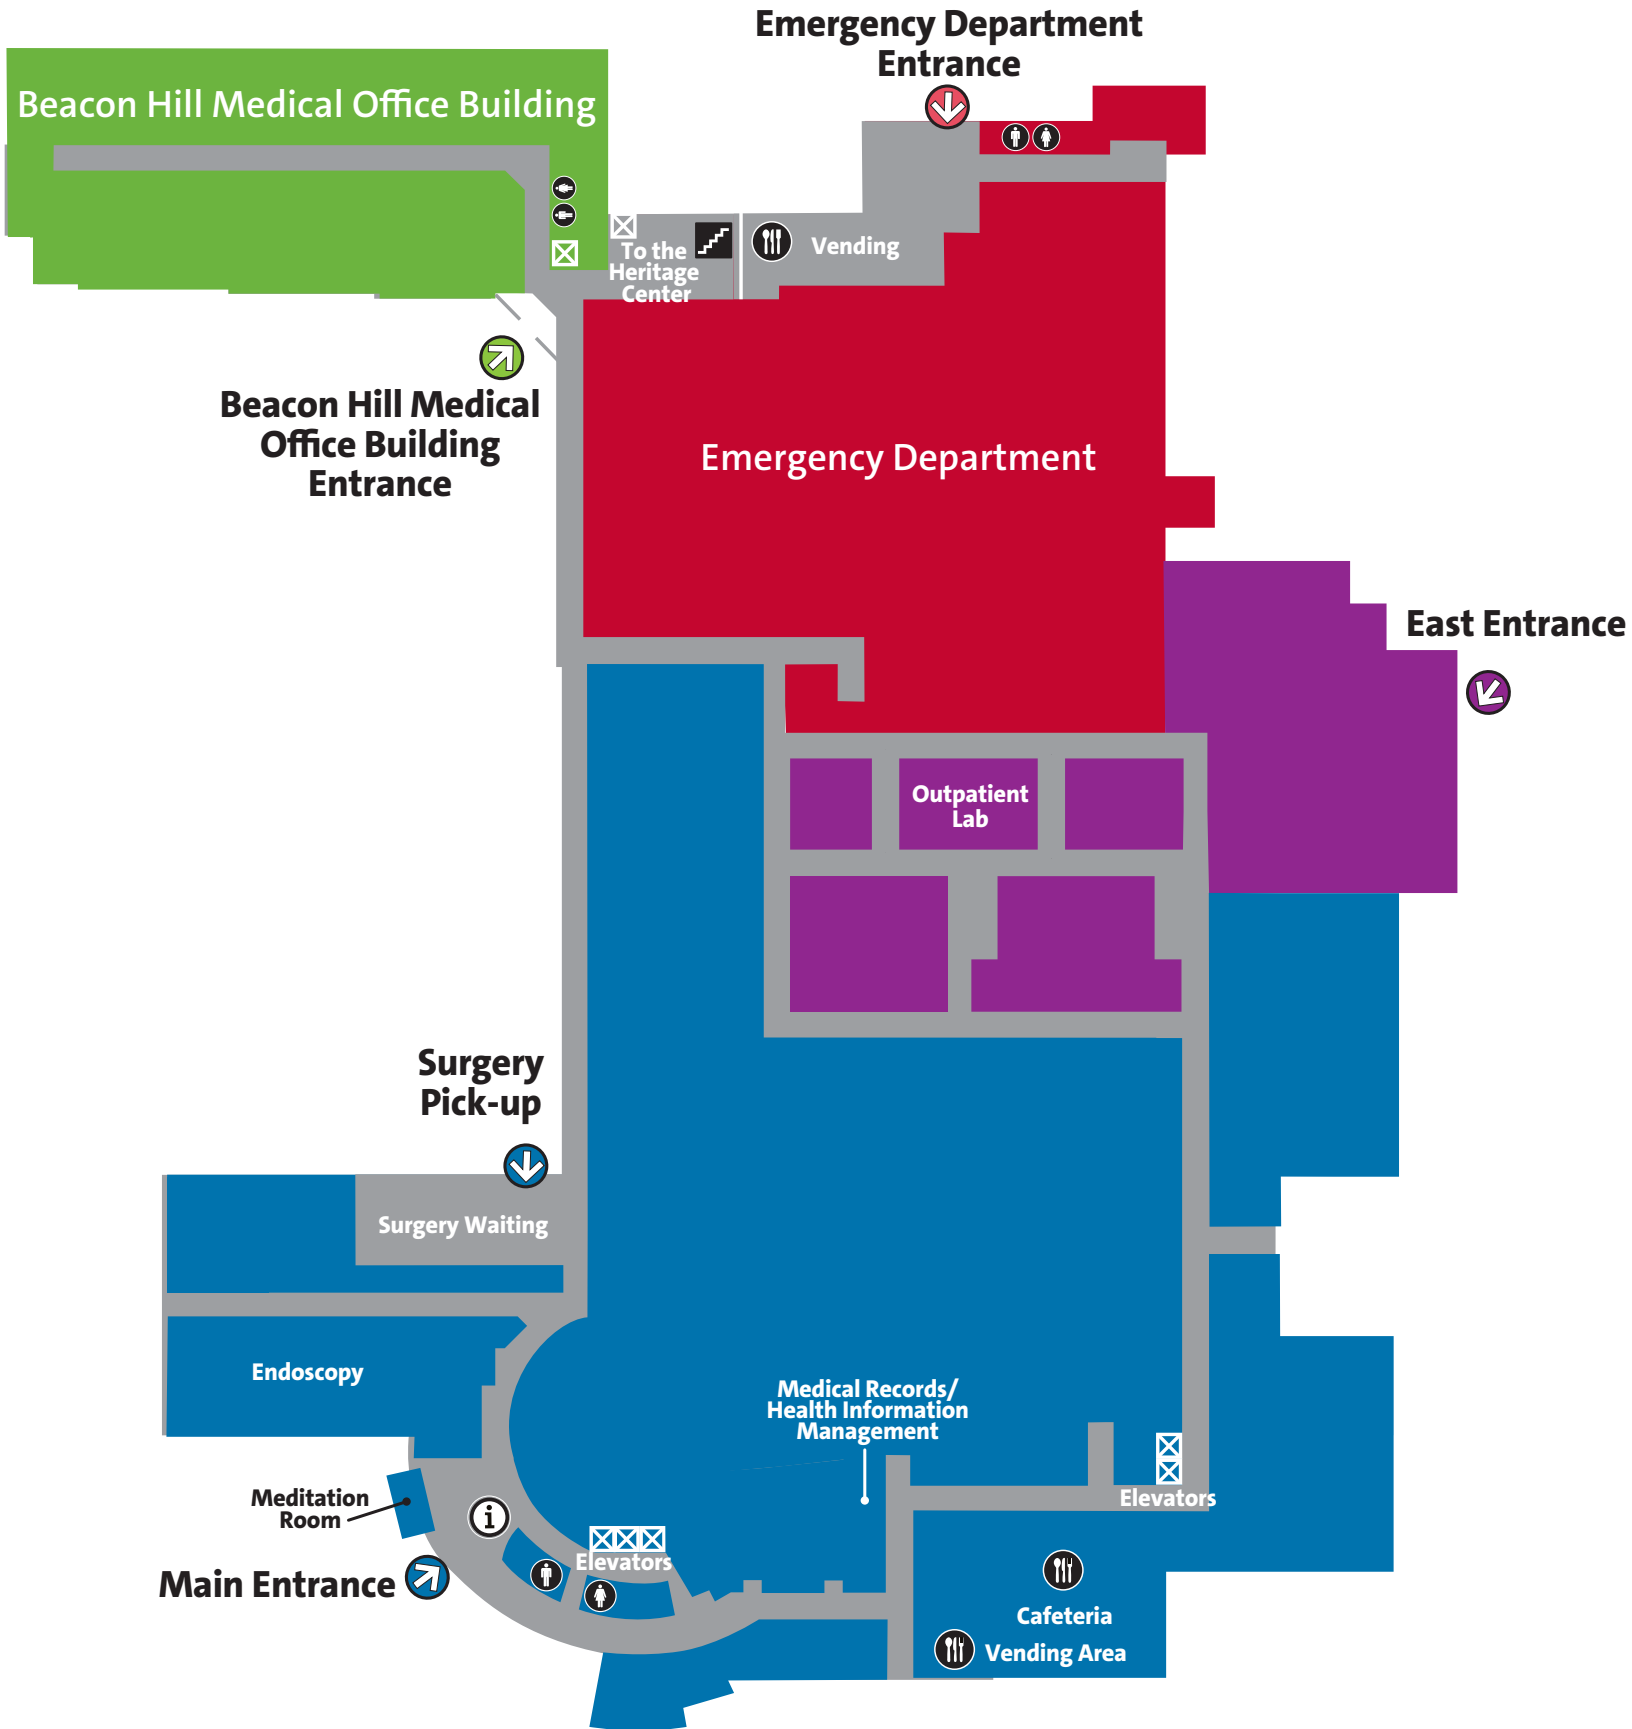 Emergency Department
Entrance
Beacon Hill Medical Office Building
To the
Heritage
Center
Vending
Beacon Hill Medical
Office Building
Entrance
Emergency Department
East Entrance
Outpatient
Lab
Surgery
Pick-up
Surgery Waiting
Endoscopy
Medical Records/
Health Information
Management
Meditation
Room
i
Elevators
Elevators
Main Entrance
Cafeteria
Vending Area